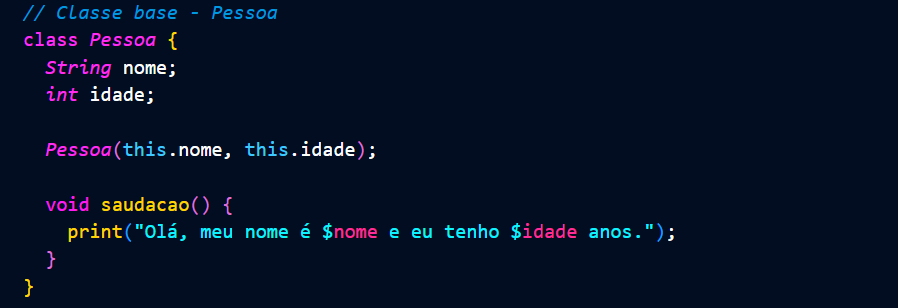 // Classe base - Pessoa
class Pessoa {
  String nome;
  int idade;

  Pessoa(this.nome, this.idade);

  void saudacao() {
    print("Olá, meu nome é $nome e eu tenho $idade anos.");
  }
}